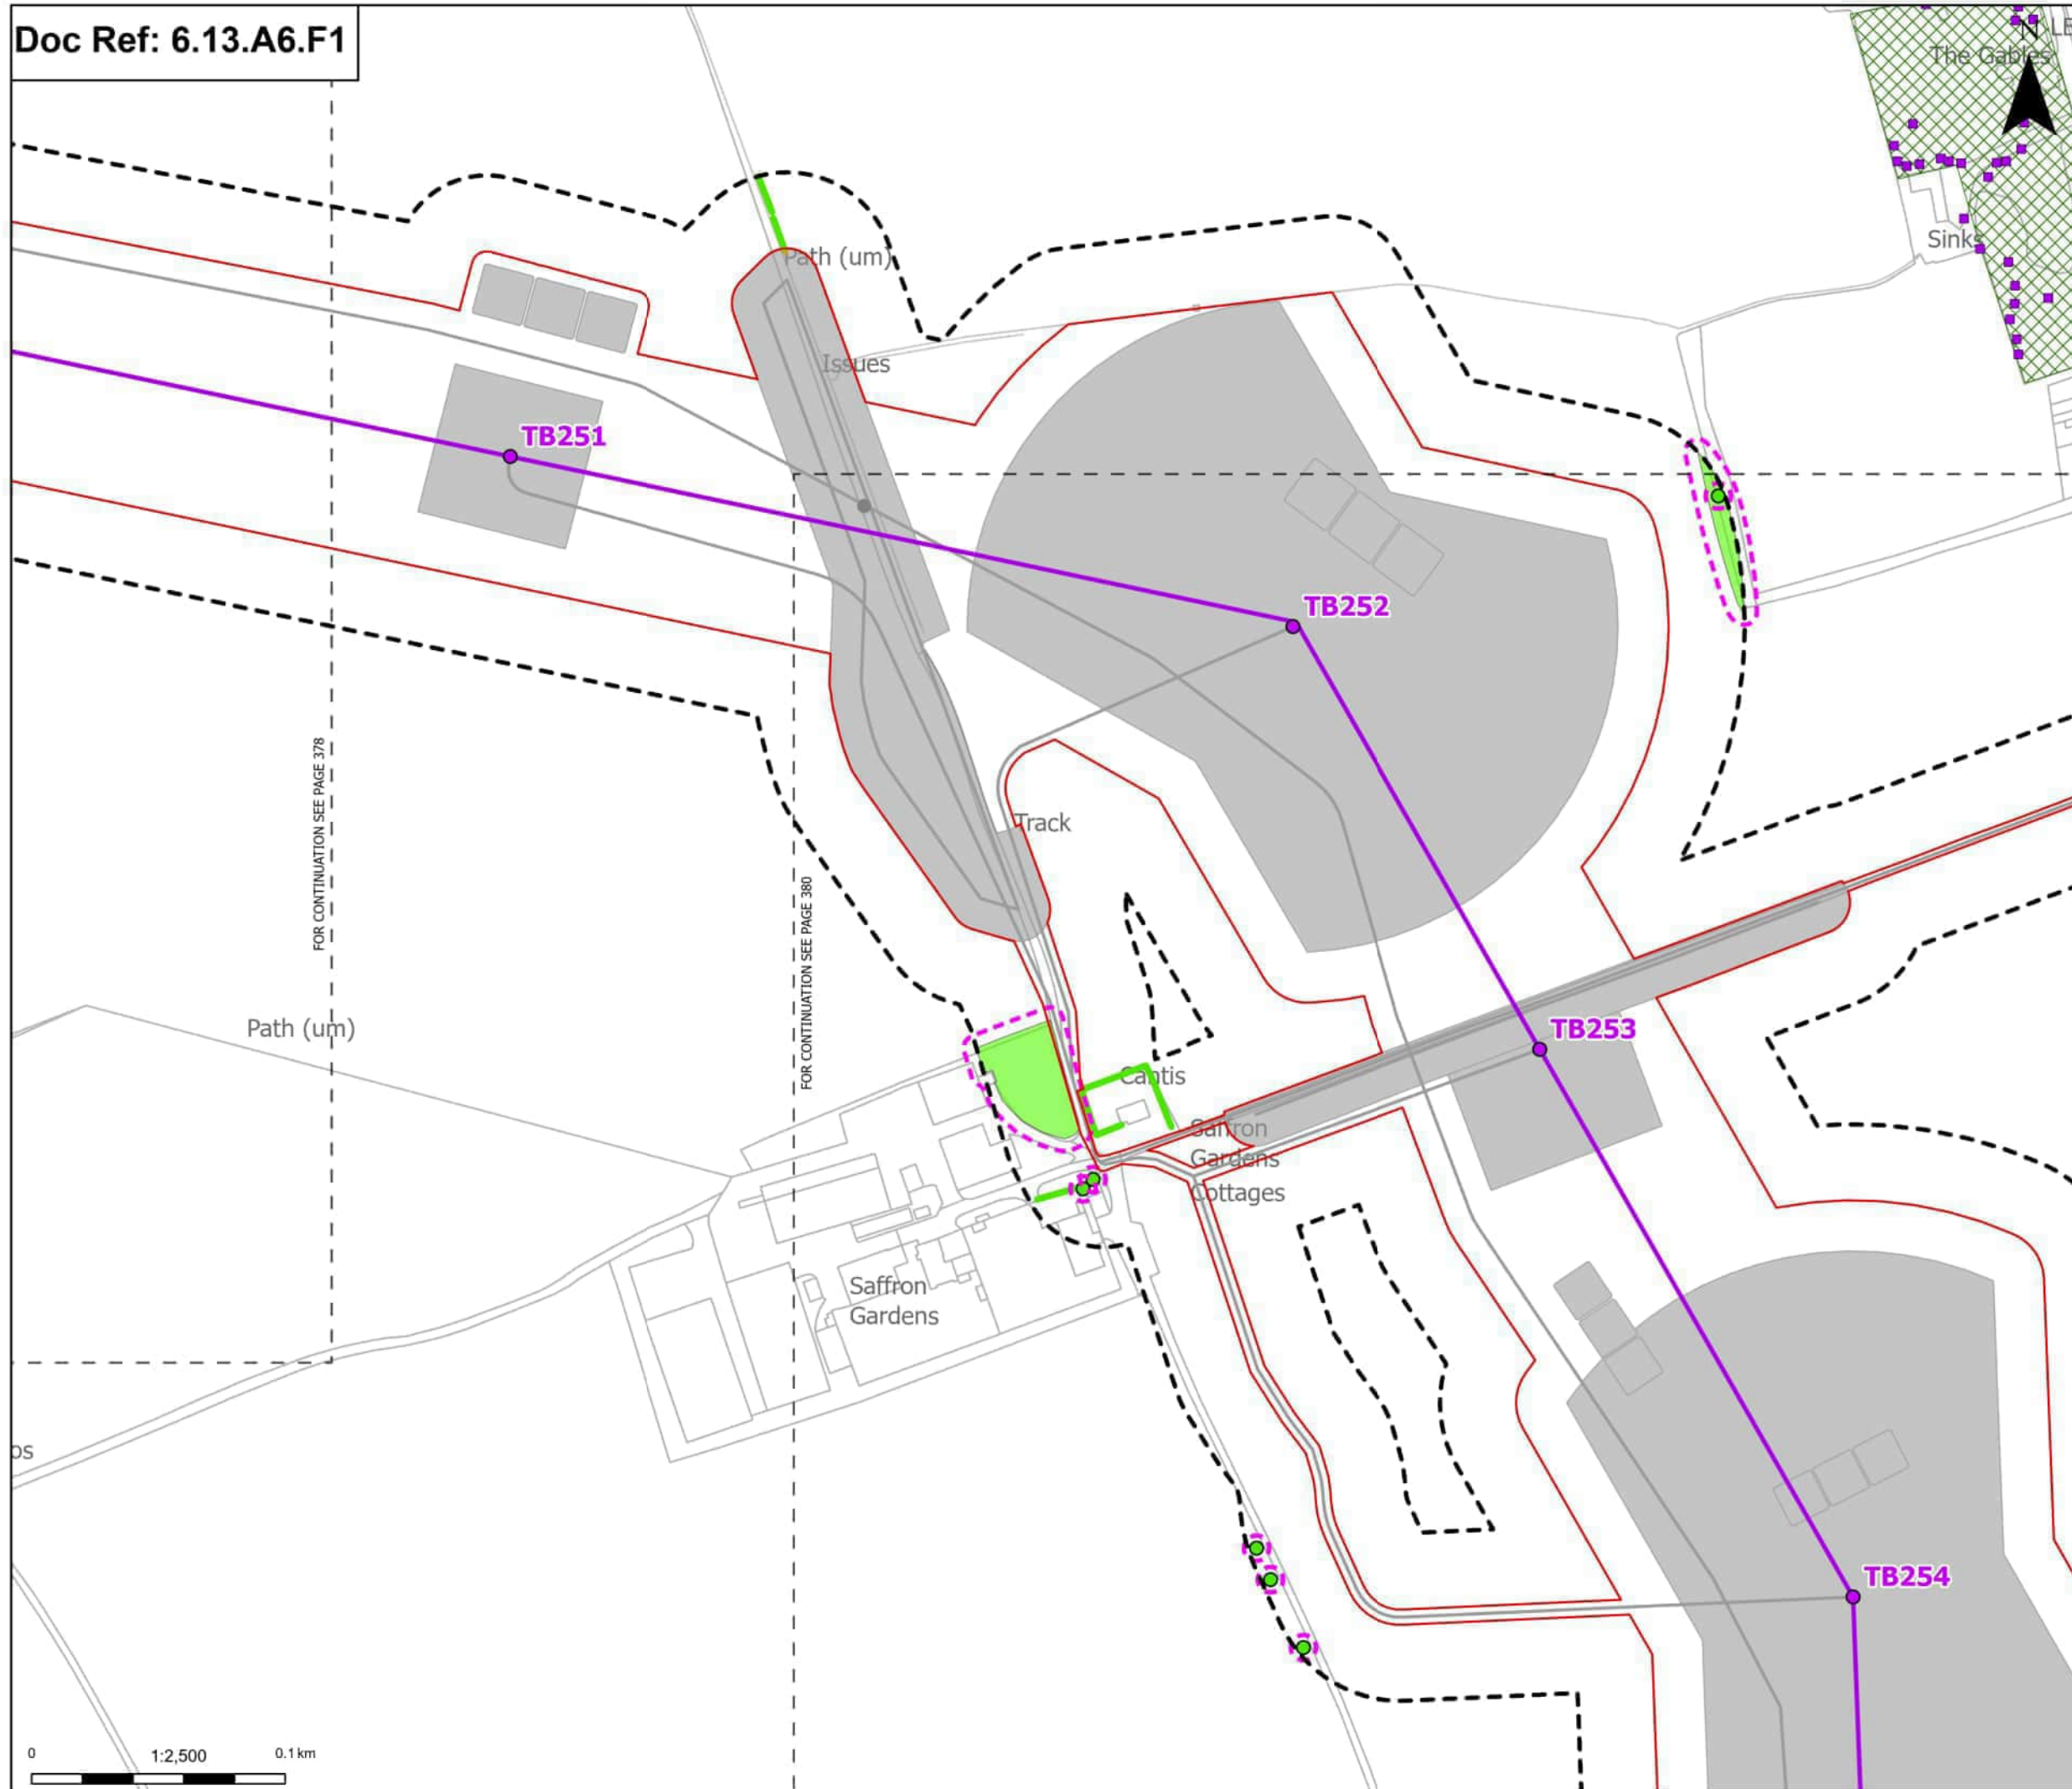 Doc Ref: 6.13.A6.F1
N
The Gables
Sinks
Path (um)
Issues
TB251
TB252
FOR CONTINUATION SEE PAGE 378
FOR CONTINUATION SEE PAGE 380
Track
Path (um)
TB253
Cantis
Saffron
Gardens
Cottages
Saffron
Gardens
TB254
0
1:2,500
0.1 km